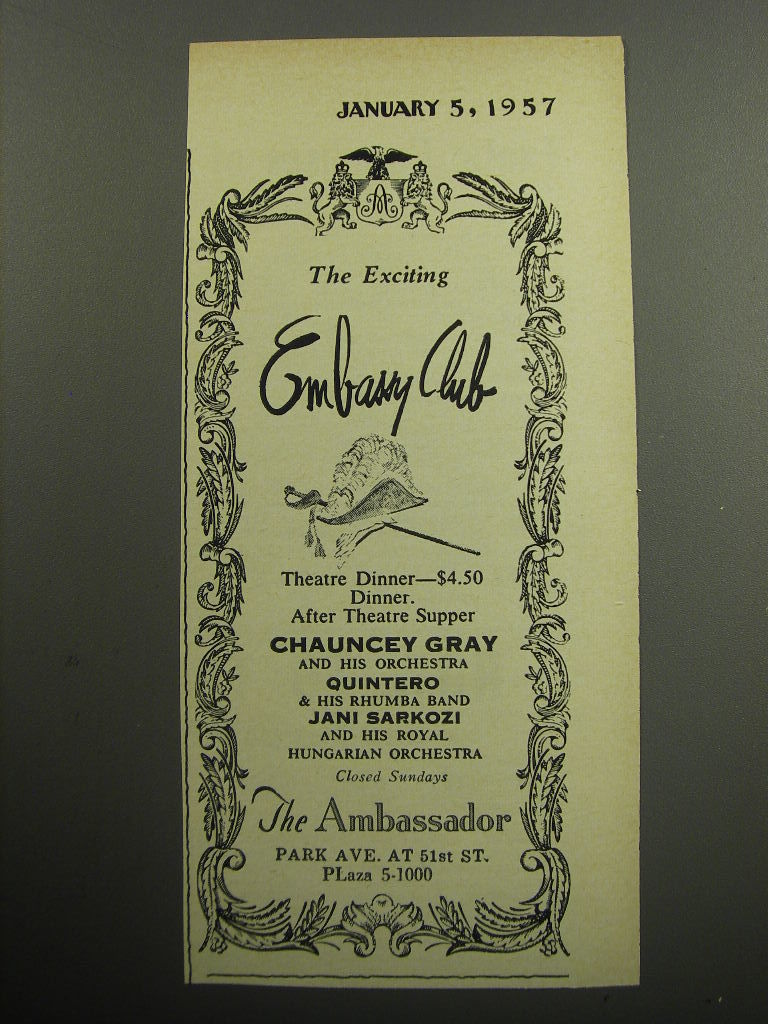 JANUARY 5, 1957
A
The Exciting
Embassy Club
Theatre Dinner—$4.50
Dinner.
After Theatre Supper
CHAUNCEY GRAY
AND HIS ORCHESTRA
QUINTERO
& HIS RHUMBA BAND
JANI SARKOZI
AND HIS ROYAL
HUNGARIAN ORCHESTRA
Closed Sundays
The Ambassador
PARK AVE. AT 51st ST.
PLaza 5-1000